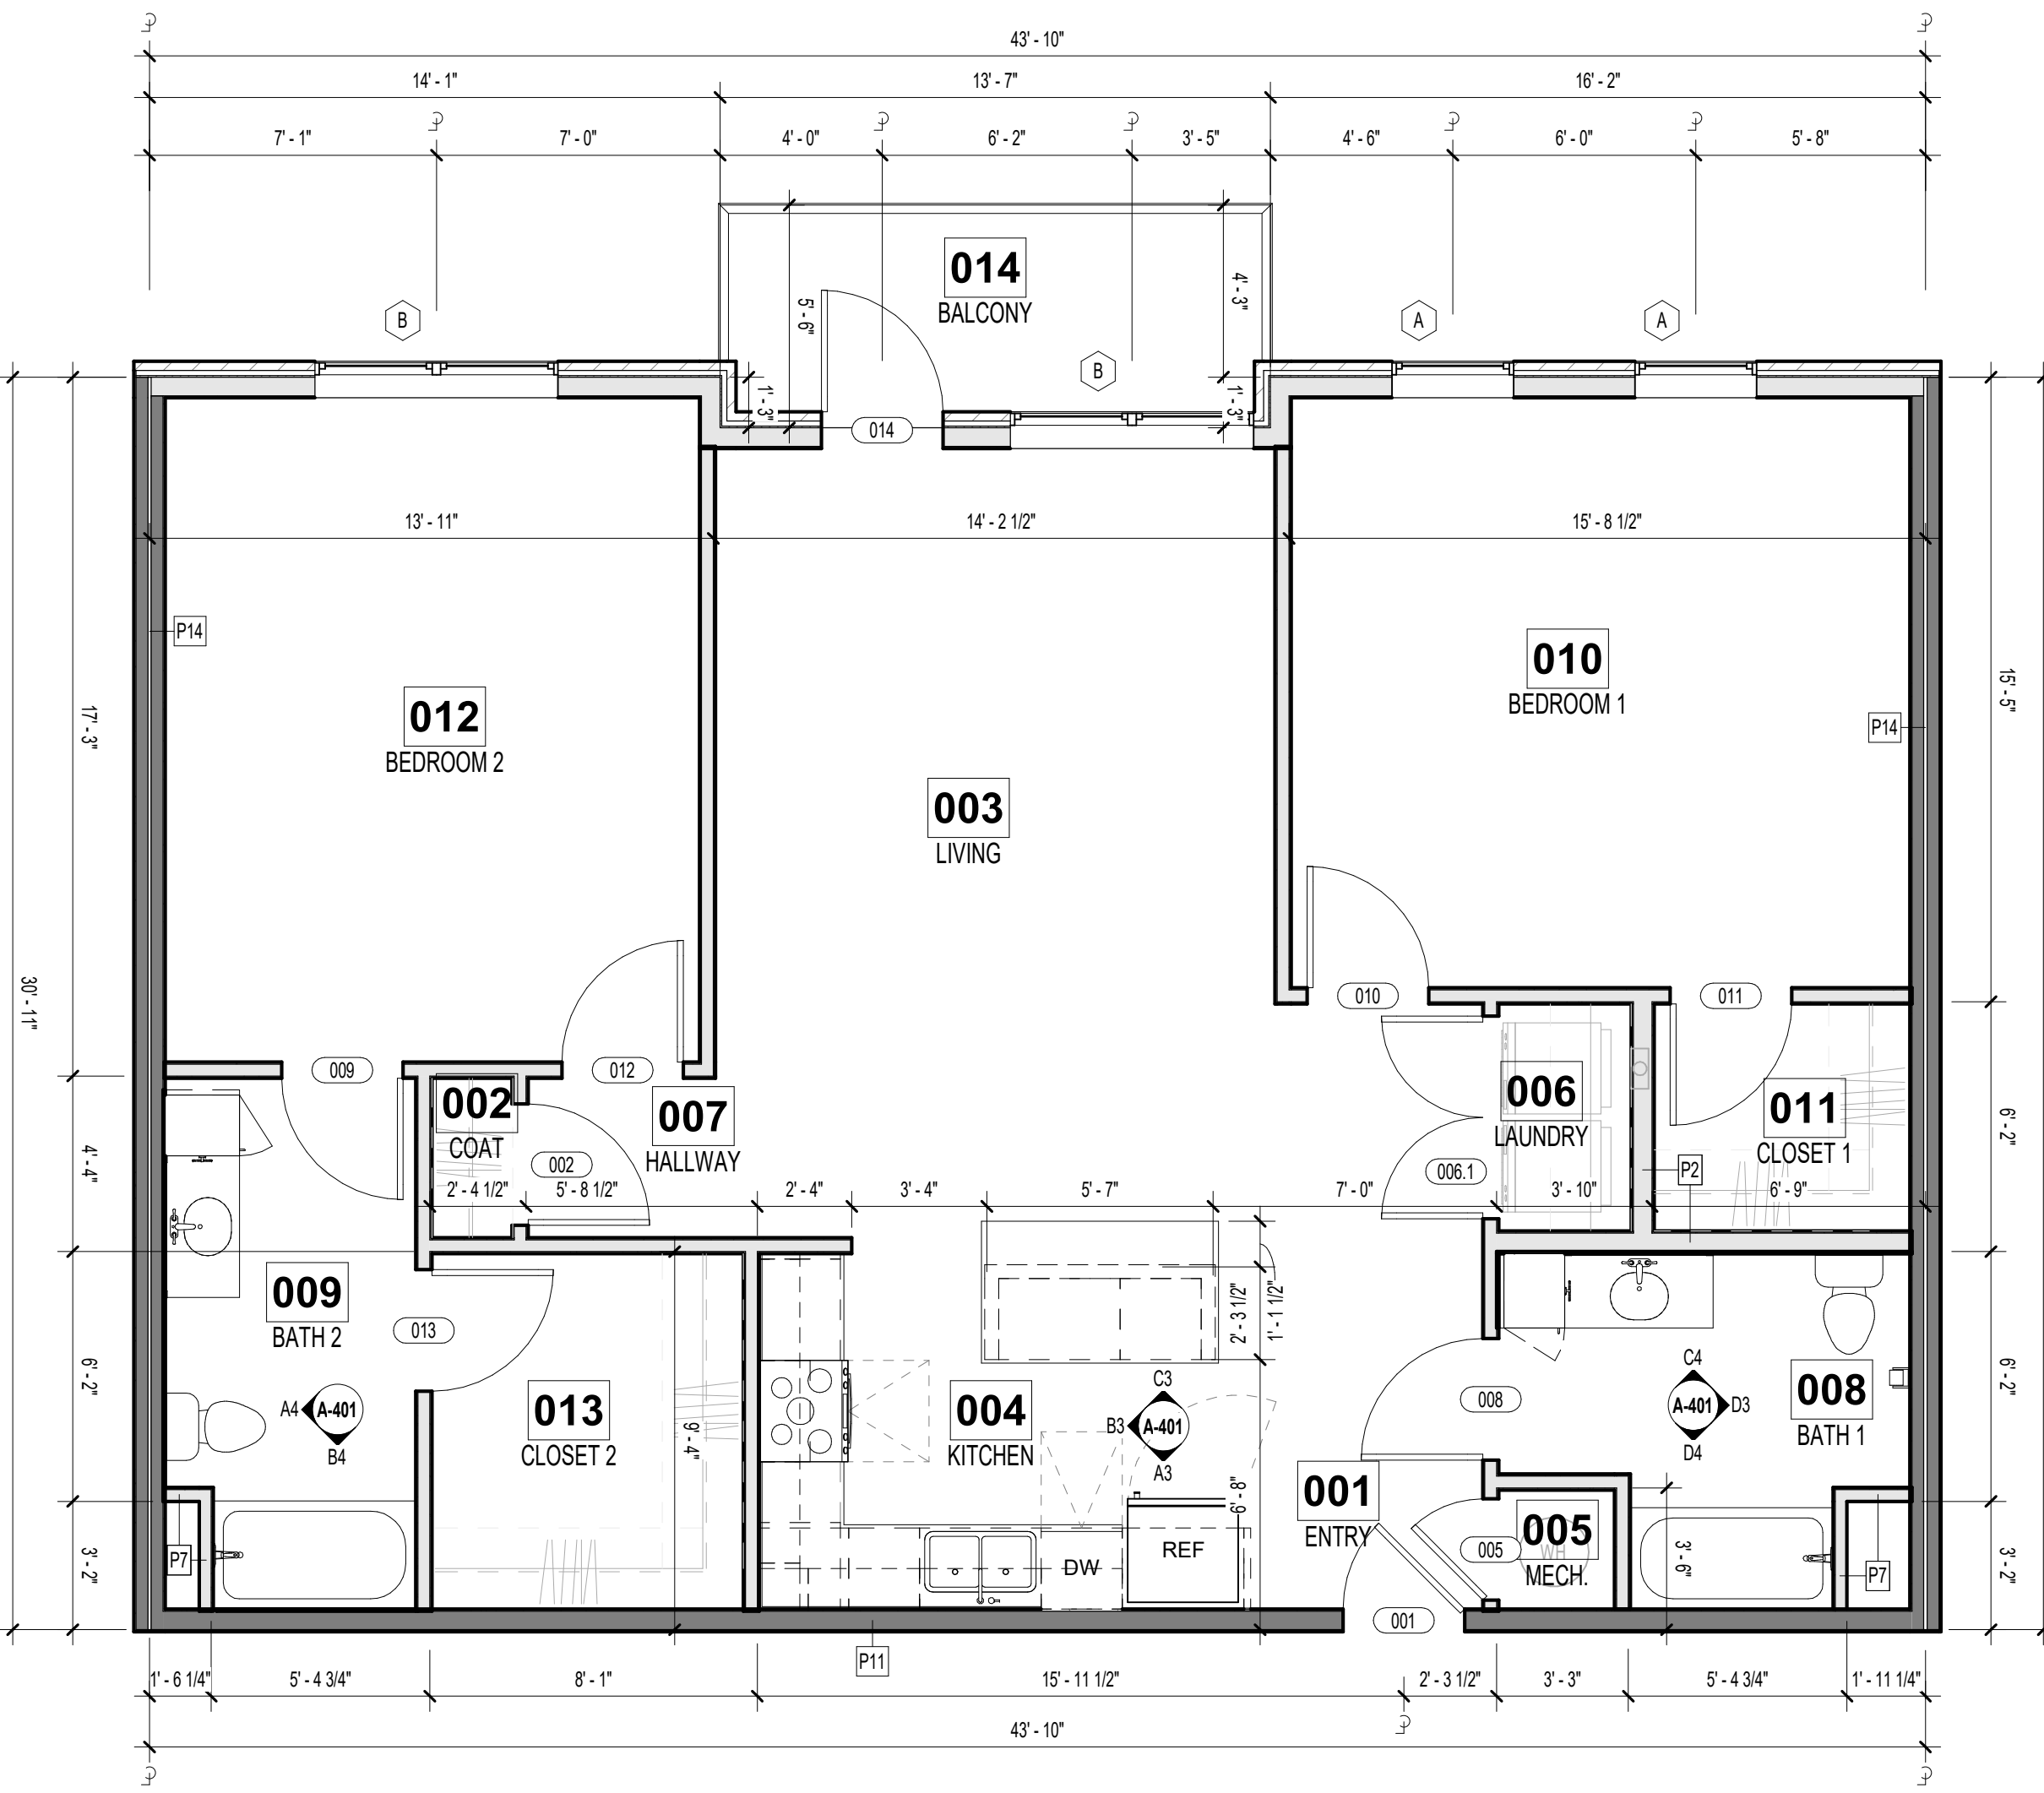 43' - 10"
14' - 1"
13' - 7"
16' - 2"
7' - 1"
7' - 0"
4' - 0"
6' - 2"
3' - 5"
4' - 6"
6' - 0"
5' - 8"
014
BALCONY
5' - 6"
4' - 3"
B
B
A
A
1' - 3"
1' - 3"
014
13' - 11"
14' - 2 1/2"
15' - 8 1/2"
P14
P14
17' - 3"
15' - 5"
30' - 11"
012
BEDROOM 2
003
LIVING
010
BEDROOM 1
009
012
010
011
002
COAT
007
HALLWAY
006
LAUNDRY
011
CLOSET 1
002
006.1
P2
4' - 4"
6' - 2"
2' - 4 1/2"
5' - 8 1/2"
2' - 4"
3' - 4"
5' - 7"
7' - 0"
3' - 10"
6' - 9"
009
BATH 2
013
2' - 3 1/2"
1' - 1 1/2"
6' - 2"
6' - 2"
A4
A-401
B4
013
CLOSET 2
9' - 4"
004
KITCHEN
C3
B3
A-401
A3
008
C4
A-401
D3
D4
008
BATH 1
6' - 8"
001
ENTRY
005
005
WH
MECH.
REF
DW
3' - 6"
P7
P7
3' - 2"
3' - 2"
001
P11
1' - 6 1/4"
5' - 4 3/4"
8' - 1"
15' - 11 1/2"
2' - 3 1/2"
3' - 3"
5' - 4 3/4"
1' - 11 1/4"
43' - 10"